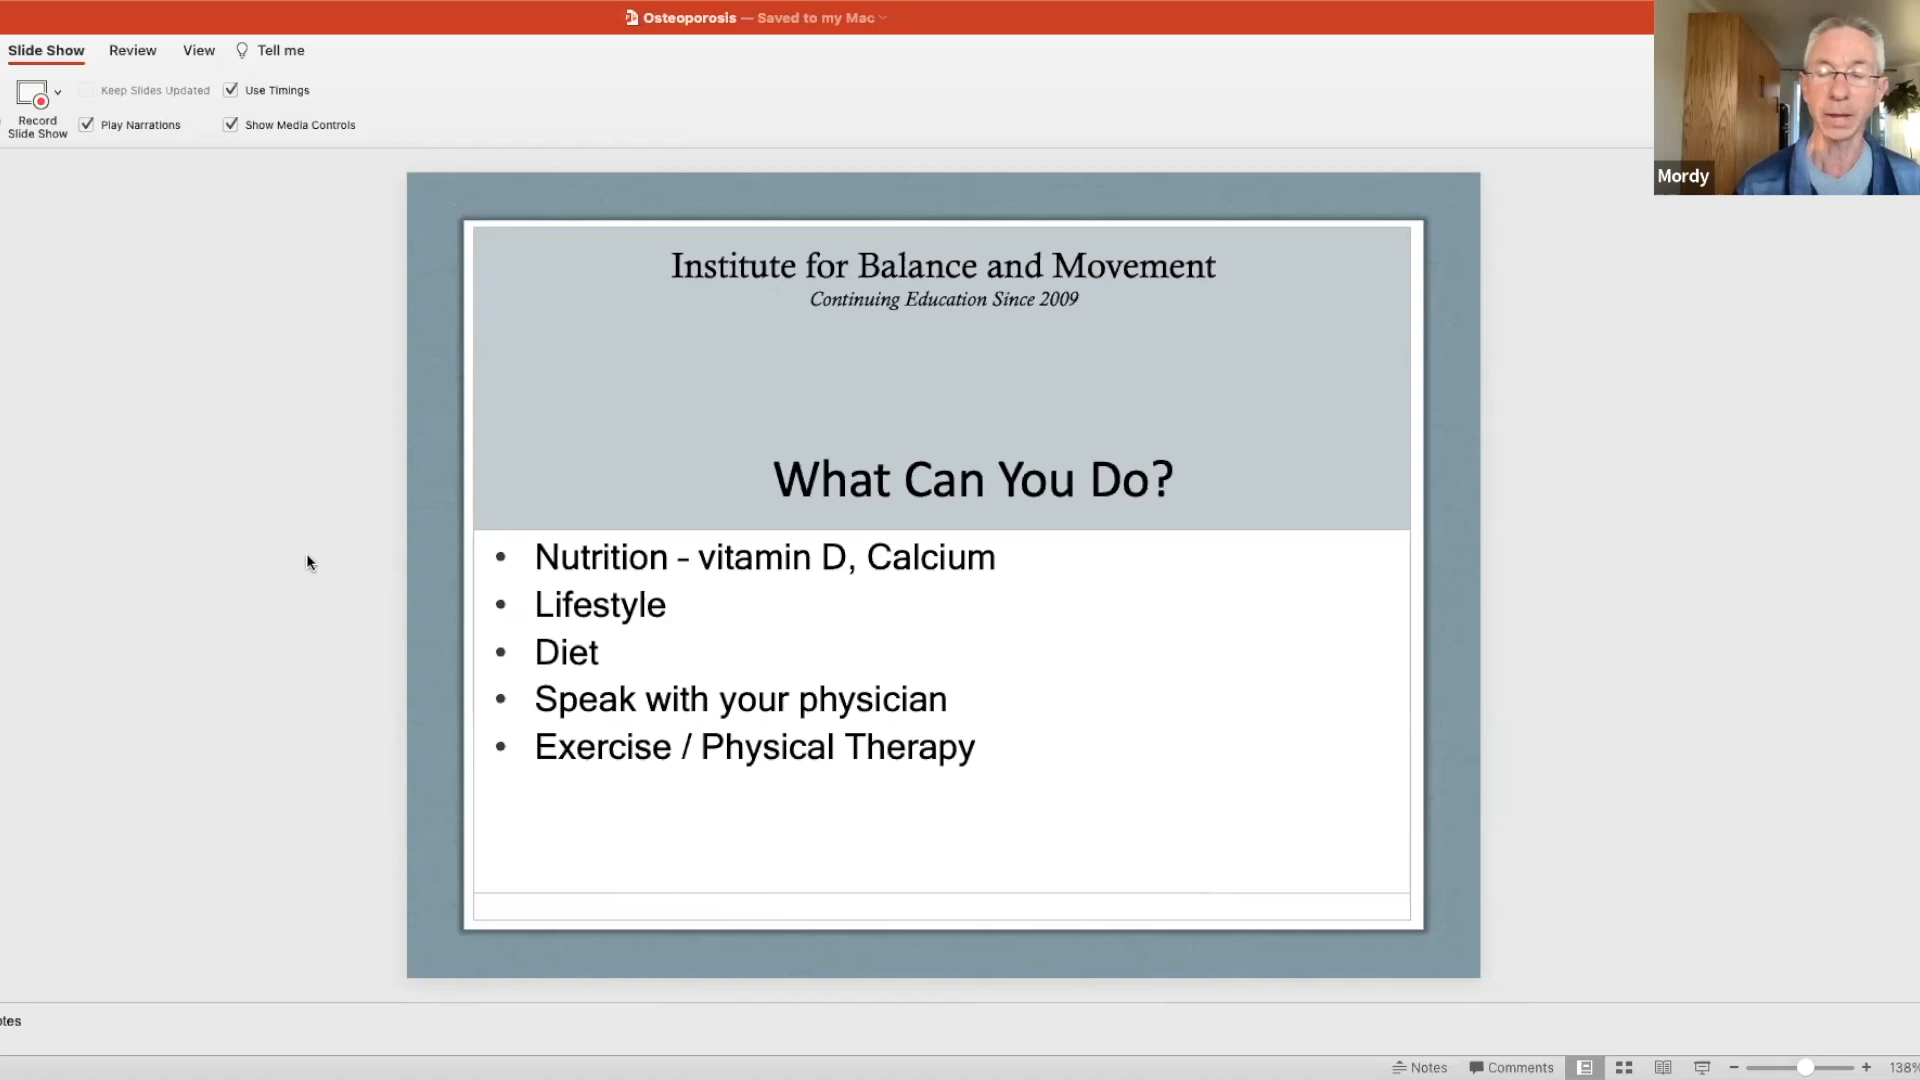 Osteoporosis — Saved to my Mac
Slide Show Review View Tell me
Keep Slides Updated Use Timings
Record
Slide Show
Play Narrations Show Media Controls
Mordy
Institute for Balance and Movement
Continuing Education Since 2009
What Can You Do?
• Nutrition - vitamin D, Calcium
• Lifestyle
• Diet
• Speak with your physician
• Exercise / Physical Therapy
otes
Notes Comments 138%